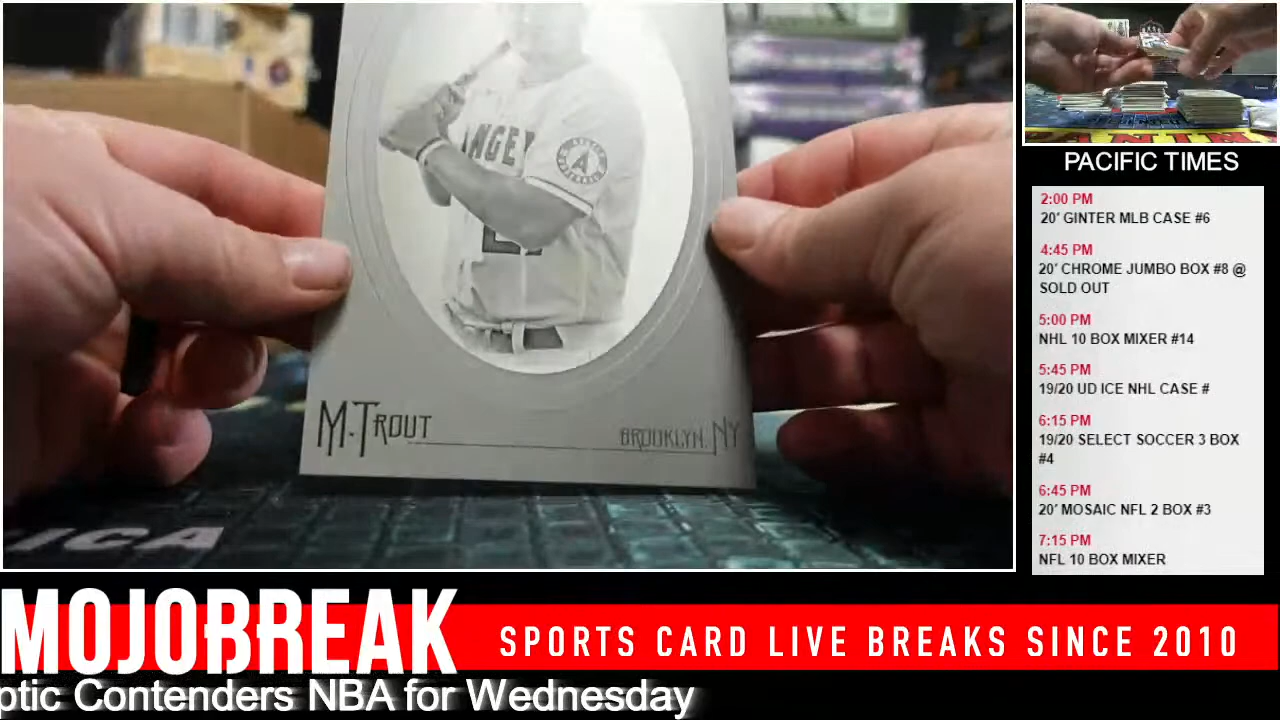 ANGE
A
M. TROUT
BROOKLYN, NY
ICA
PACIFIC TIMES
2:00 PM
20' GINTER MLB CASE #6
4:45 PM
20' CHROME JUMBO BOX #8 @
SOLD OUT
5:00 PM
NHL 10 BOX MIXER #14
5:45 PM
19/20 UD ICE NHL CASE #
6:15 PM
19/20 SELECT SOCCER 3 BOX
#4
6:45 PM
20' MOSAIC NFL 2 BOX #3
7:15 PM
NFL 10 BOX MIXER
MOJOBREAK
SPORTS CARD LIVE BREAKS SINCE 2010
ptic Contenders NBA for Wednesday